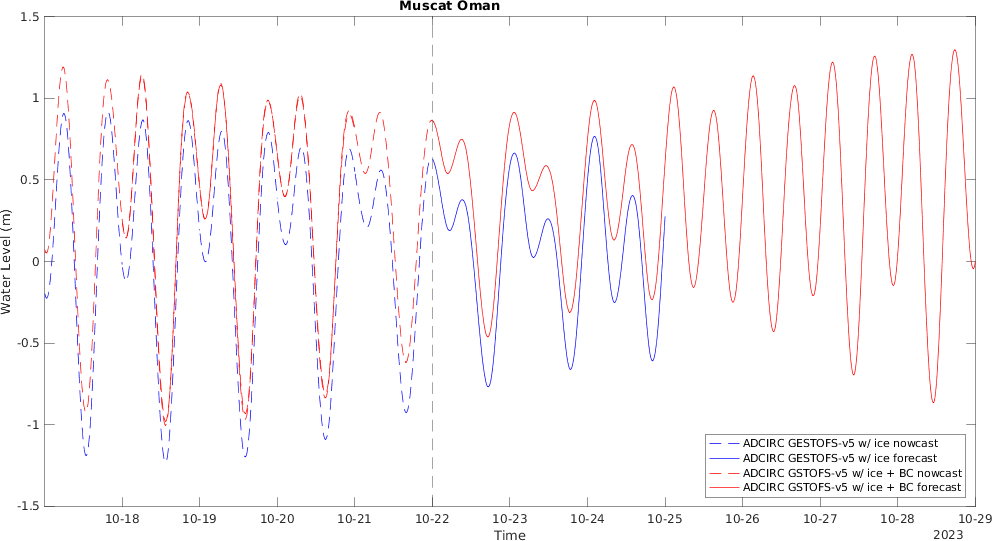 Muscat Oman
1.5
1
0.5
0
-0.5
-1
-1.5
Water Level (m)
ADCIRC GESTOFS-v5 w/ ice nowcast
ADCIRC GESTOFS-v5 w/ ice forecast
ADCIRC GSTOFS-v5 w/ ice + BC nowcast
ADCIRC GSTOFS-v5 w/ ice + BC forecast
10-18 10-19 10-20 10-21 10-22 10-23 10-24 10-25 10-26 10-27 10-28 10-29
Time
2023